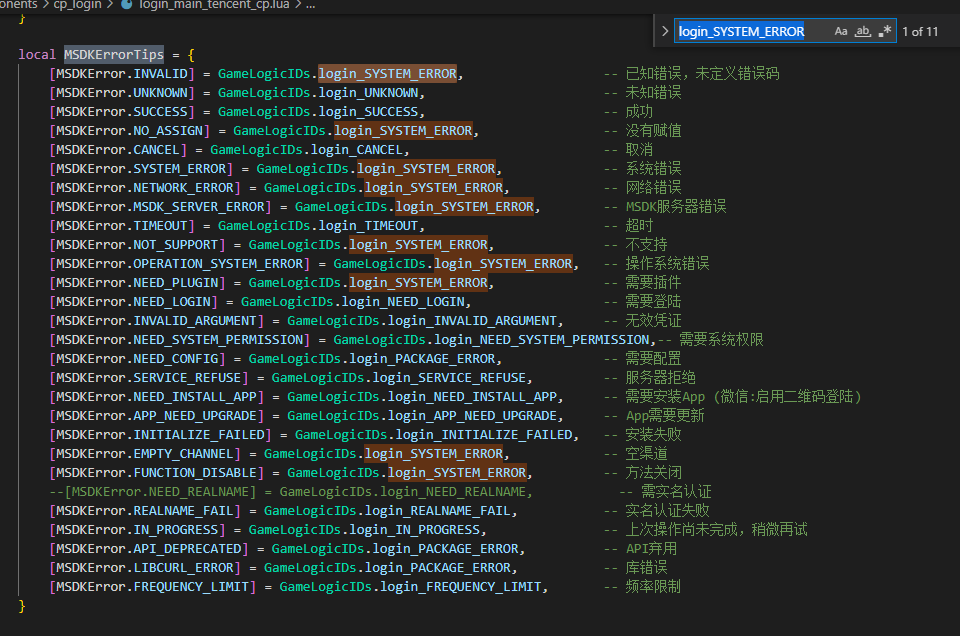 onents > cp_login > login_main_tencent_cp.lua > ...
login_SYSTEM_ERROR Aa ab .* 1 of 11
}
local MSDKErrorTips = {
[MSDKError.INVALID] = GameLogicIDs.login_SYSTEM_ERROR, -- 已知错误，未定义错误码
[MSDKError.UNKNOWN] = GameLogicIDs.login_UNKNOWN, -- 未知错误
[MSDKError.SUCCESS] = GameLogicIDs.login_SUCCESS, -- 成功
[MSDKError.NO_ASSIGN] = GameLogicIDs.login_SYSTEM_ERROR, -- 没有赋值
[MSDKError.CANCEL] = GameLogicIDs.login_CANCEL, -- 取消
[MSDKError.SYSTEM_ERROR] = GameLogicIDs.login_SYSTEM_ERROR, -- 系统错误
[MSDKError.NETWORK_ERROR] = GameLogicIDs.login_SYSTEM_ERROR, -- 网络错误
[MSDKError.MSDK_SERVER_ERROR] = GameLogicIDs.login_SYSTEM_ERROR, -- MSDK服务器错误
[MSDKError.TIMEOUT] = GameLogicIDs.login_TIMEOUT, -- 超时
[MSDKError.NOT_SUPPORT] = GameLogicIDs.login_SYSTEM_ERROR, -- 不支持
[MSDKError.OPERATION_SYSTEM_ERROR] = GameLogicIDs.login_SYSTEM_ERROR, -- 操作系统错误
[MSDKError.NEED_PLUGIN] = GameLogicIDs.login_SYSTEM_ERROR, -- 需要插件
[MSDKError.NEED_LOGIN] = GameLogicIDs.login_NEED_LOGIN, -- 需要登陆
[MSDKError.INVALID_ARGUMENT] = GameLogicIDs.login_INVALID_ARGUMENT, -- 无效凭证
[MSDKError.NEED_SYSTEM_PERMISSION] = GameLogicIDs.login_NEED_SYSTEM_PERMISSION,-- 需要系统权限
[MSDKError.NEED_CONFIG] = GameLogicIDs.login_PACKAGE_ERROR, -- 需要配置
[MSDKError.SERVICE_REFUSE] = GameLogicIDs.login_SERVICE_REFUSE, -- 服务器拒绝
[MSDKError.NEED_INSTALL_APP] = GameLogicIDs.login_NEED_INSTALL_APP, -- 需要安装App (微信:启用二维码登陆)
[MSDKError.APP_NEED_UPGRADE] = GameLogicIDs.login_APP_NEED_UPGRADE, -- App需要更新
[MSDKError.INITIALIZE_FAILED] = GameLogicIDs.login_INITIALIZE_FAILED, -- 安装失败
[MSDKError.EMPTY_CHANNEL] = GameLogicIDs.login_SYSTEM_ERROR, -- 空渠道
[MSDKError.FUNCTION_DISABLE] = GameLogicIDs.login_SYSTEM_ERROR, -- 方法关闭
--[MSDKError.NEED_REALNAME] = GameLogicIDs.login_NEED_REALNAME, -- 需实名认证
[MSDKError.REALNAME_FAIL] = GameLogicIDs.login_REALNAME_FAIL, -- 实名认证失败
[MSDKError.IN_PROGRESS] = GameLogicIDs.login_IN_PROGRESS, -- 上次操作尚未完成，稍微再试
[MSDKError.API_DEPRECATED] = GameLogicIDs.login_PACKAGE_ERROR, -- API弃用
[MSDKError.LIBCURL_ERROR] = GameLogicIDs.login_PACKAGE_ERROR, -- 库错误
[MSDKError.FREQUENCY_LIMIT] = GameLogicIDs.login_FREQUENCY_LIMIT, -- 频率限制
}